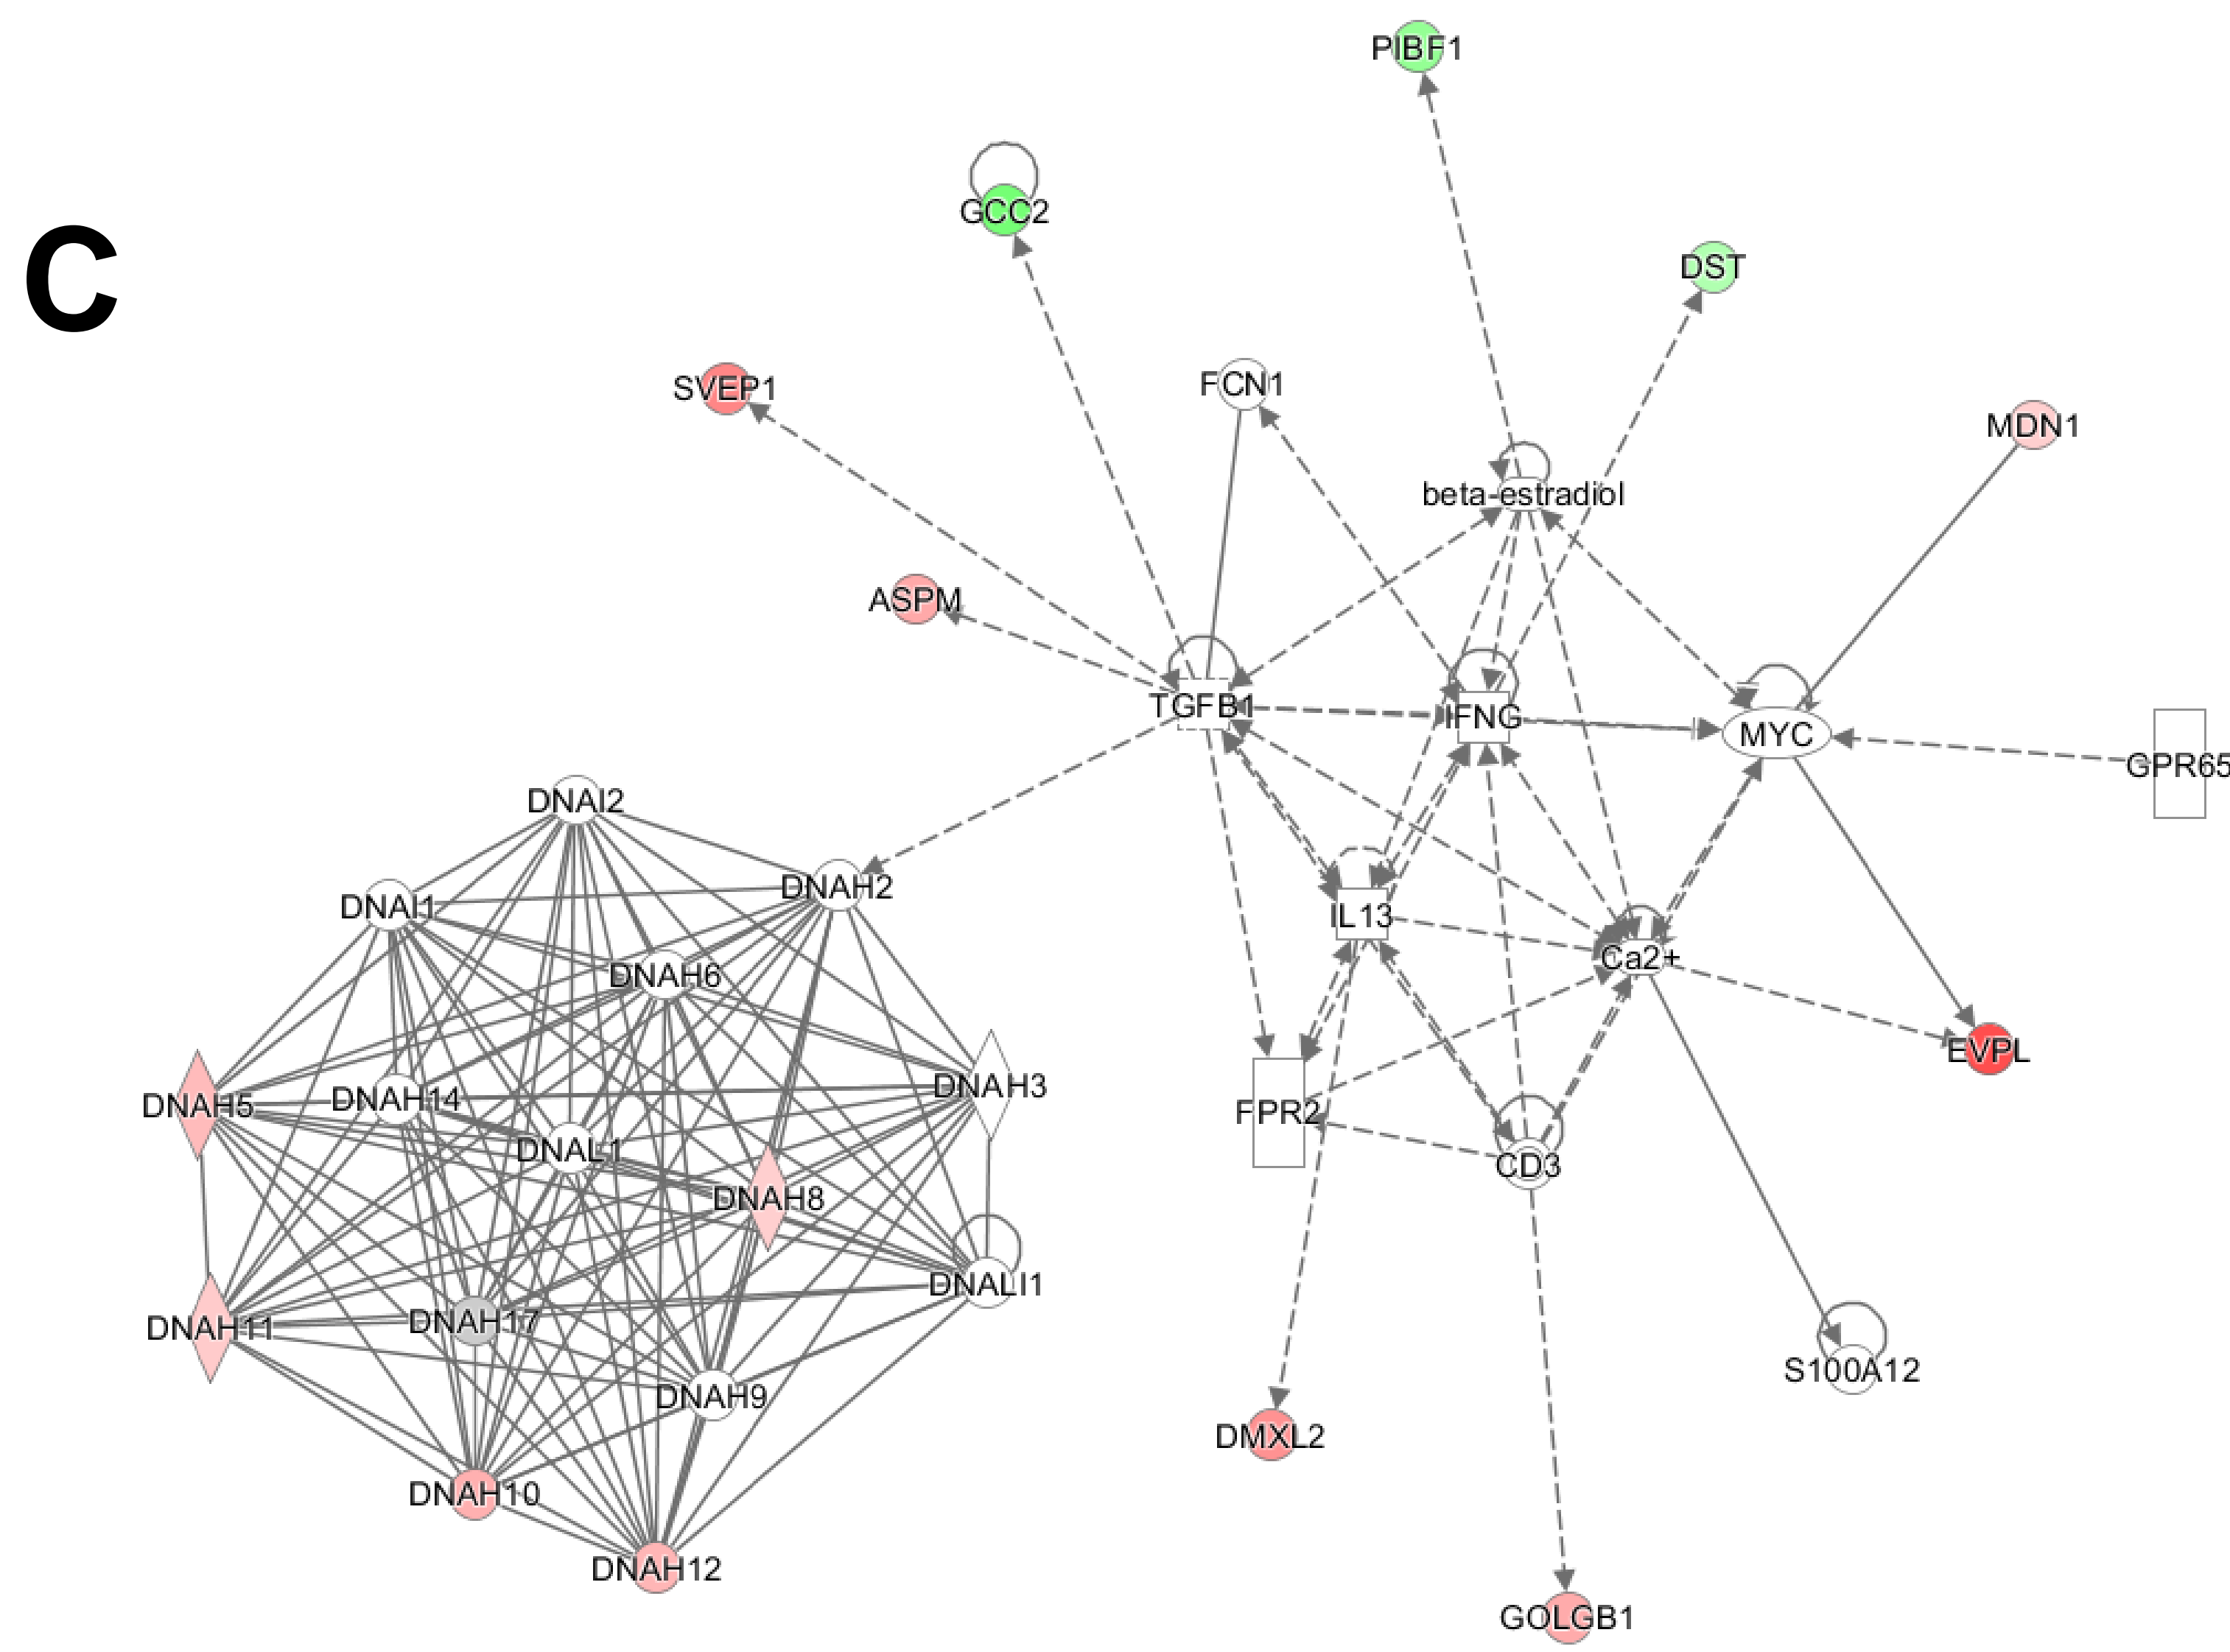 C
PIBF1
GCC2
DST
SVEP1
FCN1
MDN1
beta-estradiol
ASPM
TGFB1
IFNG
MYC
GPR65
DNAI2
DNAH2
DNAI1
IL13
DNAH6
Ca2+
EVPL
DNAH3
DNAH5
DNAH14
FPR2
DNAL1
CD3
DNAH8
DNALI1
DNAH17
DNAH11
S100A12
DNAH9
DMXL2
DNAH10
DNAH12
GOLGB1